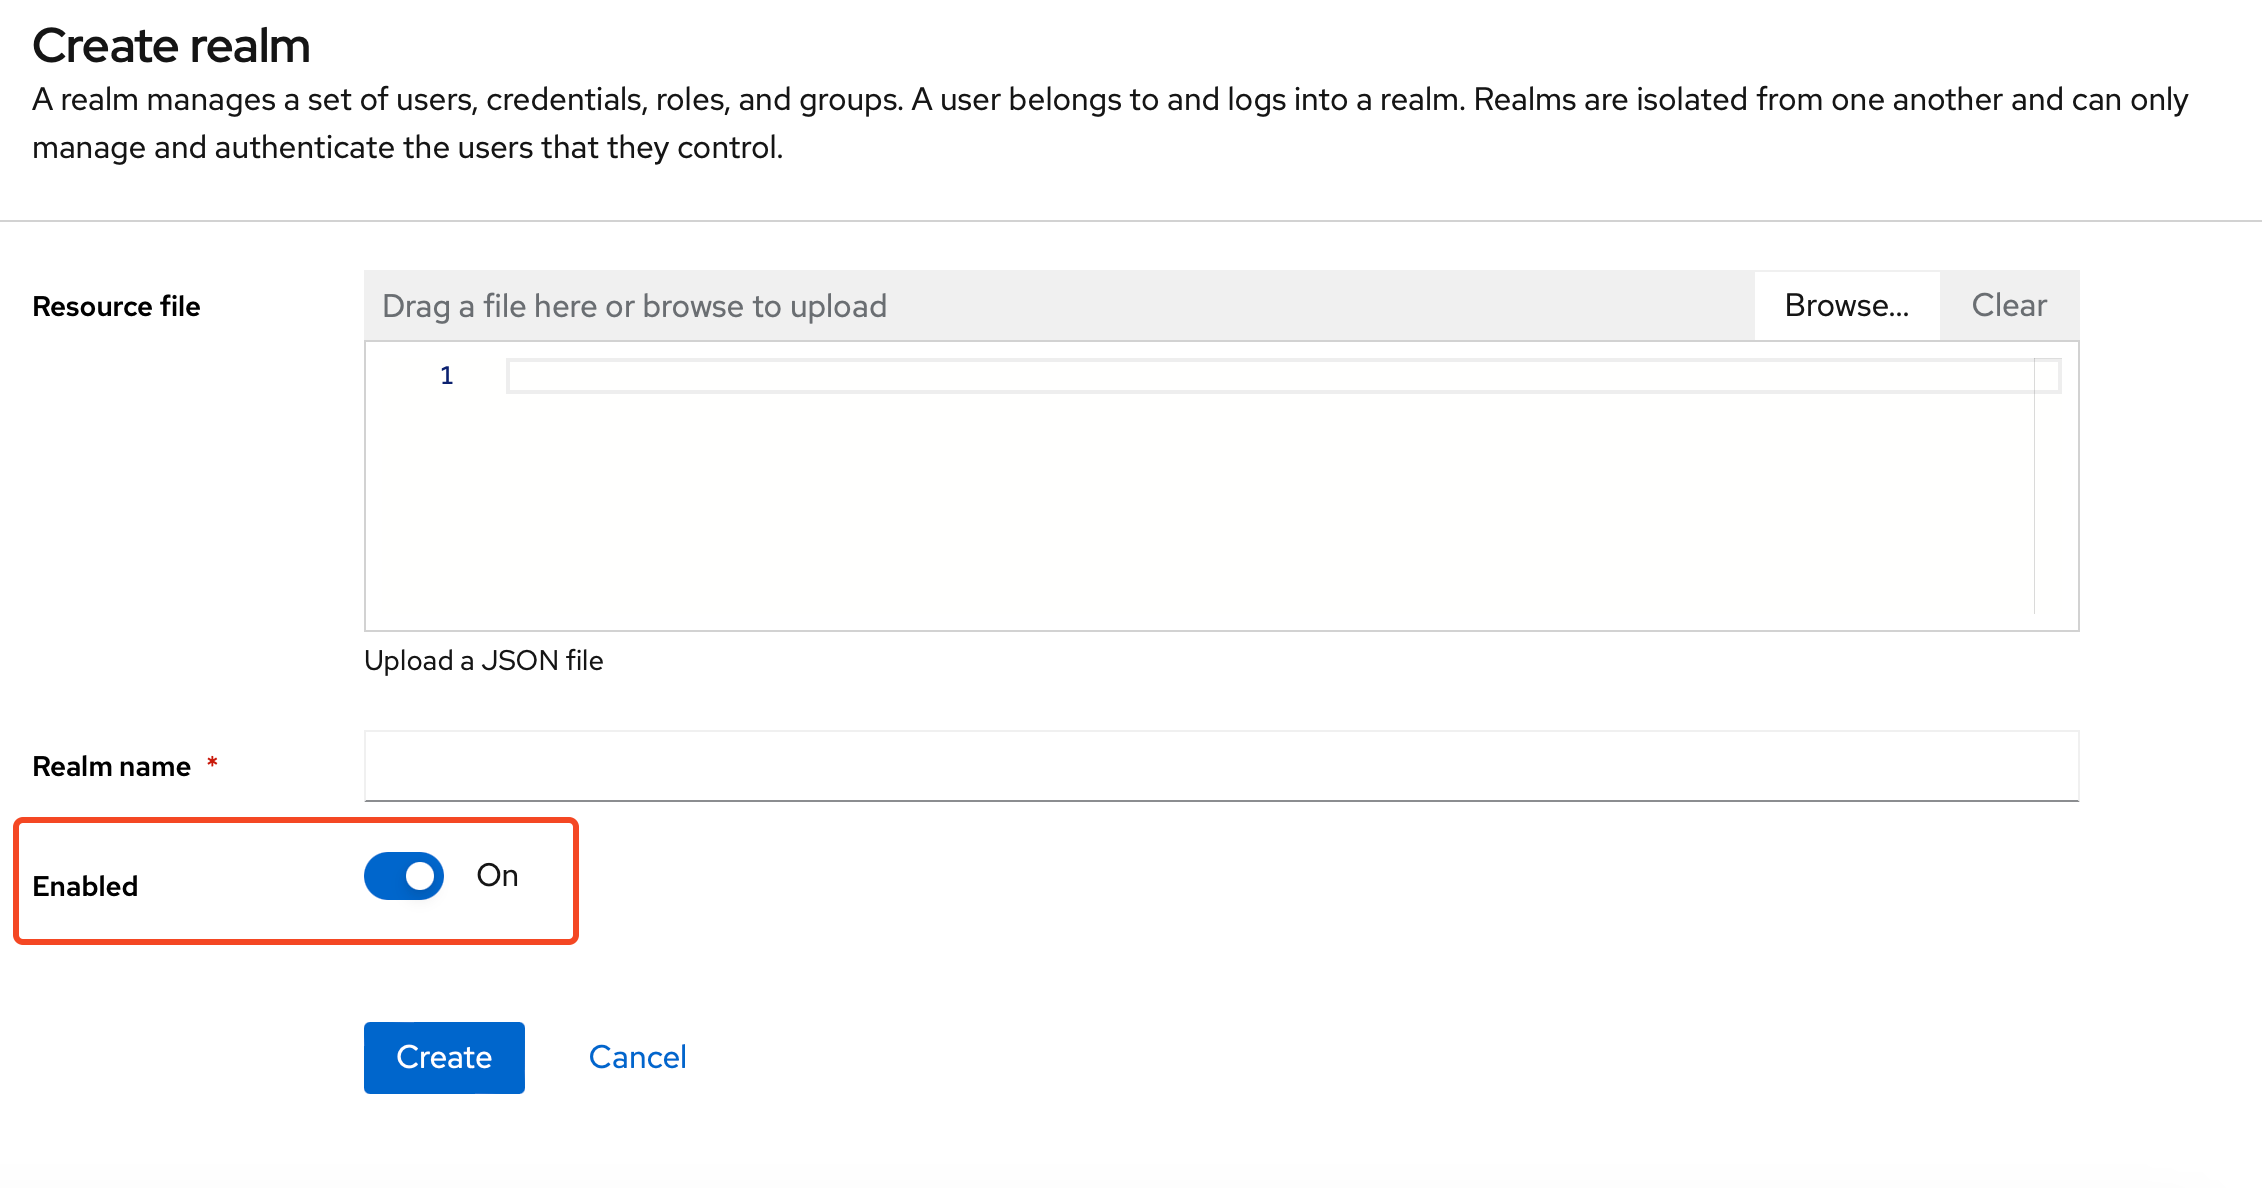 Create realm
A realm manages a set of users, credentials, roles, and groups. A user belongs to and logs into a realm. Realms are isolated from one another and can only
manage and authenticate the users that they control.
Resource file
Drag a file here or browse to upload
Browse...
Clear
1
Upload a JSON file
Realm name *
Enabled
On
Create
Cancel